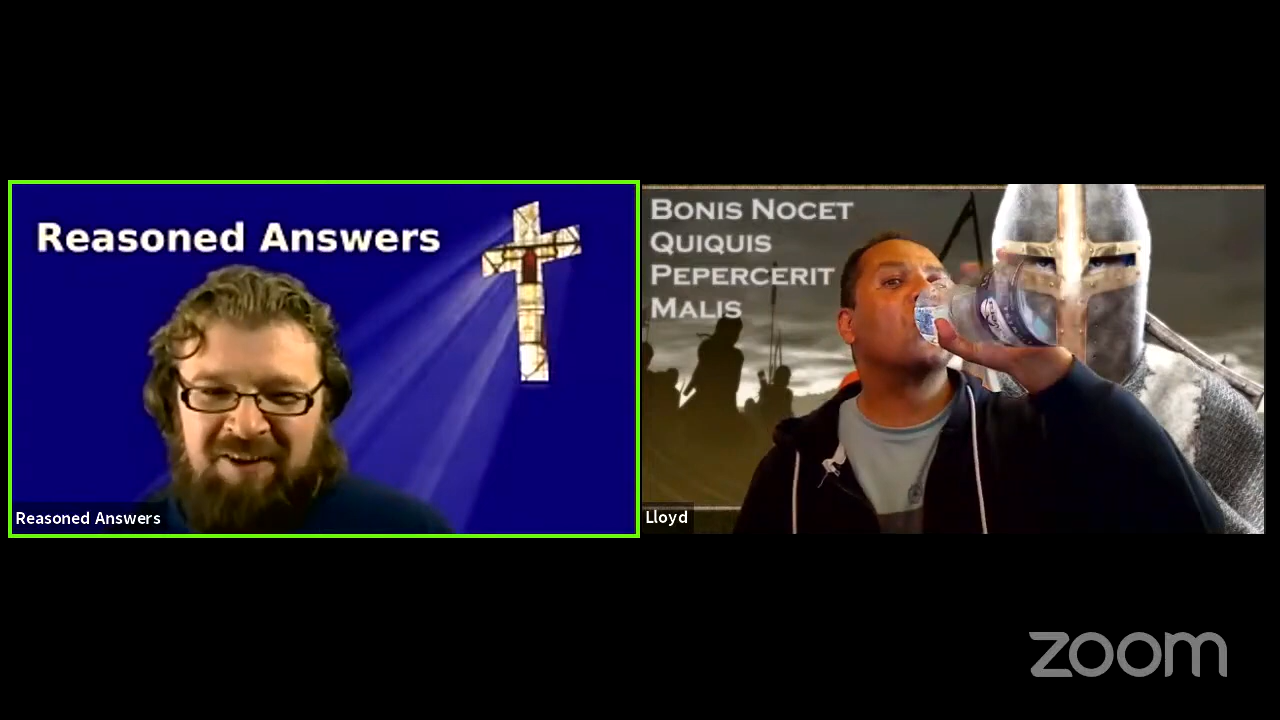 Reasoned Answers
Reasoned Answers
BONIS NOCET
QUIQUIS
PEPERCERIT
MALIS
Lloyd
zoom